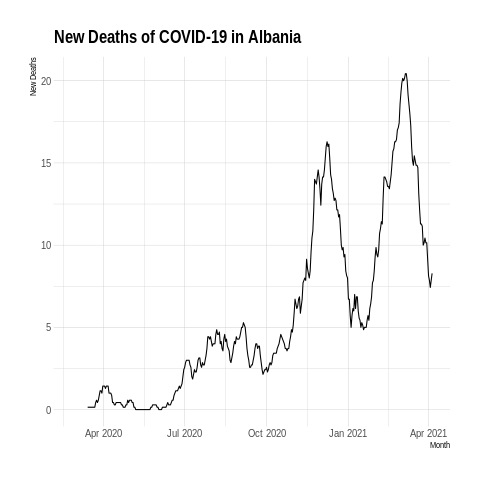 New Deaths of COVID-19 in Albania
New Deaths
20
15
10
5
0
Apr 2020
Jul 2020
Oct 2020
Jan 2021
Apr 2021
Month